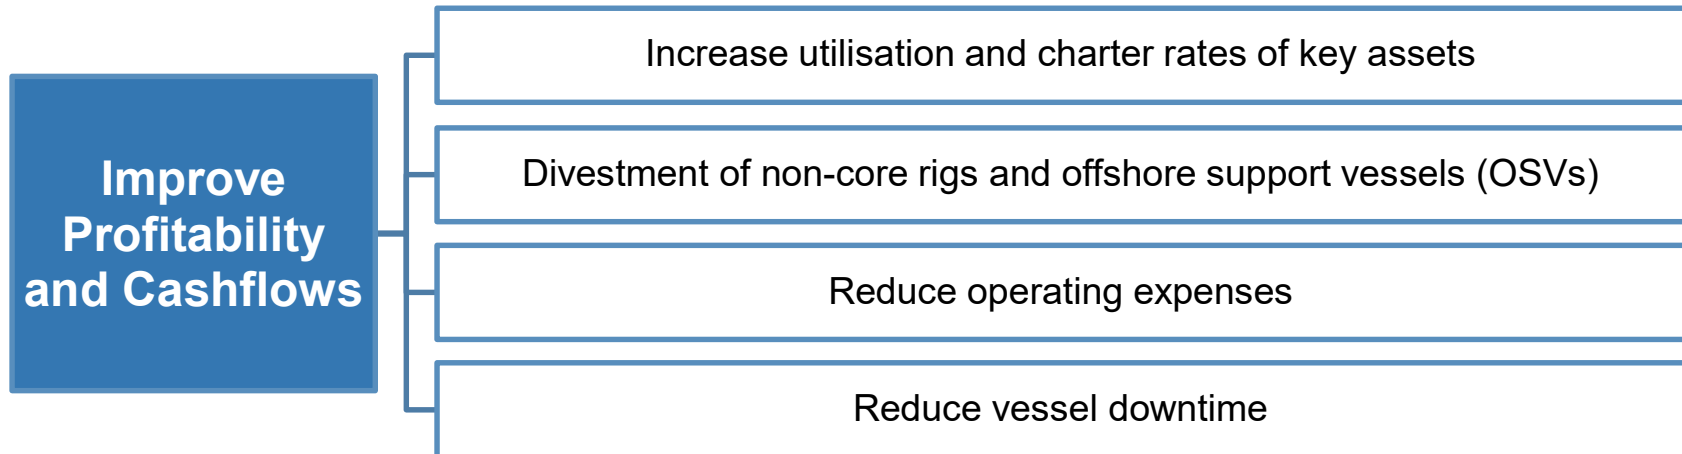 Improve
Profitability
and Cashflows
Increase utilisation and charter rates of key assets
Divestment of non-core rigs and offshore support vessels (OSVs)
Reduce operating expenses
Reduce vessel downtime